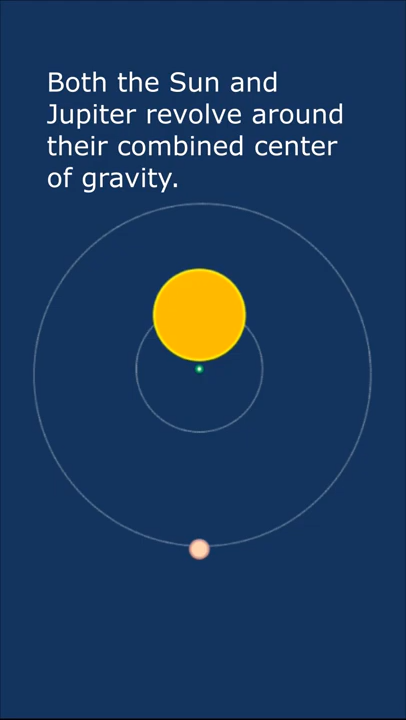 Both the Sun and
Jupiter revolve around
their combined center
of gravity.